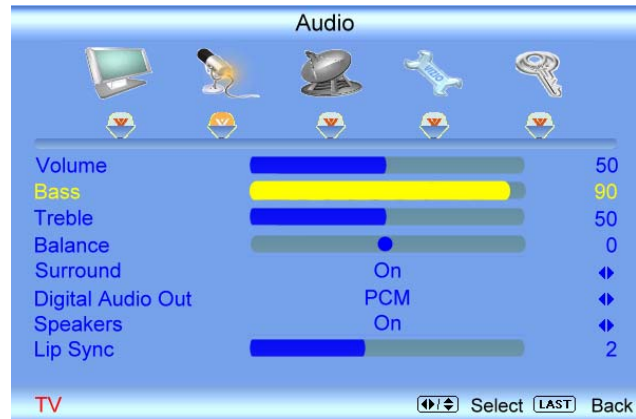 Audio
Volume 50
Bass 90
Treble 50
Balance 0
Surround On
Digital Audio Out PCM
Speakers On
Lip Sync 2
TV Select LAST Back